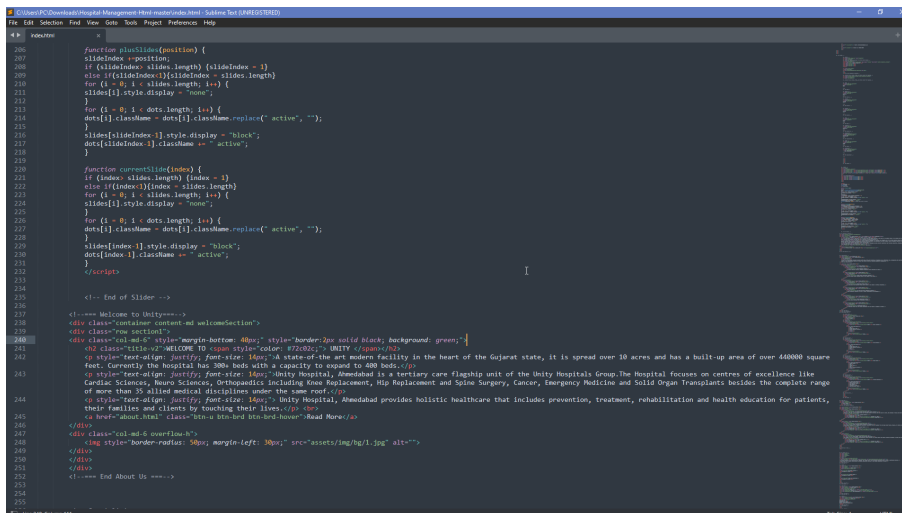 C:\Users\PC\Downloads\Hospital-Management-Html-master\index.html - Sublime Text (UNREGISTERED)
File Edit Selection Find View Goto Tools Project Preferences Help
index.html
206 function plusSlides(position) {
207 slideIndex +=position;
208 if (slideIndex> slides.length) {slideIndex = 1}
209 else if(slideIndex<1){slideIndex = slides.length}
210 for (i = 0; i < slides.length; i++) {
211 slides[i].style.display = "none";
212 }
213 for (i = 0; i < dots.length; i++) {
214 dots[i].className = dots[i].className.replace(" active", "");
215 }
216 slides[slideIndex-1].style.display = "block";
217 dots[slideIndex-1].className += " active";
218 }
219
220 function currentSlide(index) {
221 if (index> slides.length) {index = 1}
222 else if(index<1){index = slides.length}
223 for (i = 0; i < slides.length; i++) {
224 slides[i].style.display = "none";
225 }
226 for (i = 0; i < dots.length; i++) {
227 dots[i].className = dots[i].className.replace(" active", "");
228 }
229 slides[index-1].style.display = "block";
230 dots[index-1].className += " active";
231 }
232 </script>
233
234
235 <!-- End of Slider -->
236
237 <!--=== Welcome to Unity===-->
238 <div class="container content-md welcomeSection">
239 <div class="row section1">
240 <div class="col-md-6" style="margin-bottom: 40px;" style="border:2px solid black; background: green;">
241 <h2 class="title-v2">WELCOME TO <span style="color: #72c02c;"> UNITY </span></h2>
242 <p style="text-align: justify; font-size: 14px;">A state-of-the art modern facility in the heart of the Gujarat state, it is spread over 10 acres and has a built-up area of over 440000 square
feet. Currently the hospital has 300+ beds with a capacity to expand to 400 beds.</p>
243 <p style="text-align: justify; font-size: 14px;">Unity Hospital, Ahmedabad is a tertiary care flagship unit of the Unity Hospitals Group.The Hospital focuses on centres of excellence like
Cardiac Sciences, Neuro Sciences, Orthopaedics including Knee Replacement, Hip Replacement and Spine Surgery, Cancer, Emergency Medicine and Solid Organ Transplants besides the complete range
of more than 35 allied medical disciplines under the same roof.</p>
244 <p style="text-align: justify; font-size: 14px;"> Unity Hospital, Ahmedabad provides holistic healthcare that includes prevention, treatment, rehabilitation and health education for patients,
their families and clients by touching their lives.</p> <br>
245 <a href="about.html" class="btn-u btn-brd btn-brd-hover">Read More</a>
246 </div>
247 <div class="col-md-6 overflow-h">
248 <img style="border-radius: 50px; margin-left: 30px;" src="assets/img/bg/1.jpg" alt="">
249 </div>
250 </div>
251 </div>
252 <!--=== End About Us ===-->
253
254
255